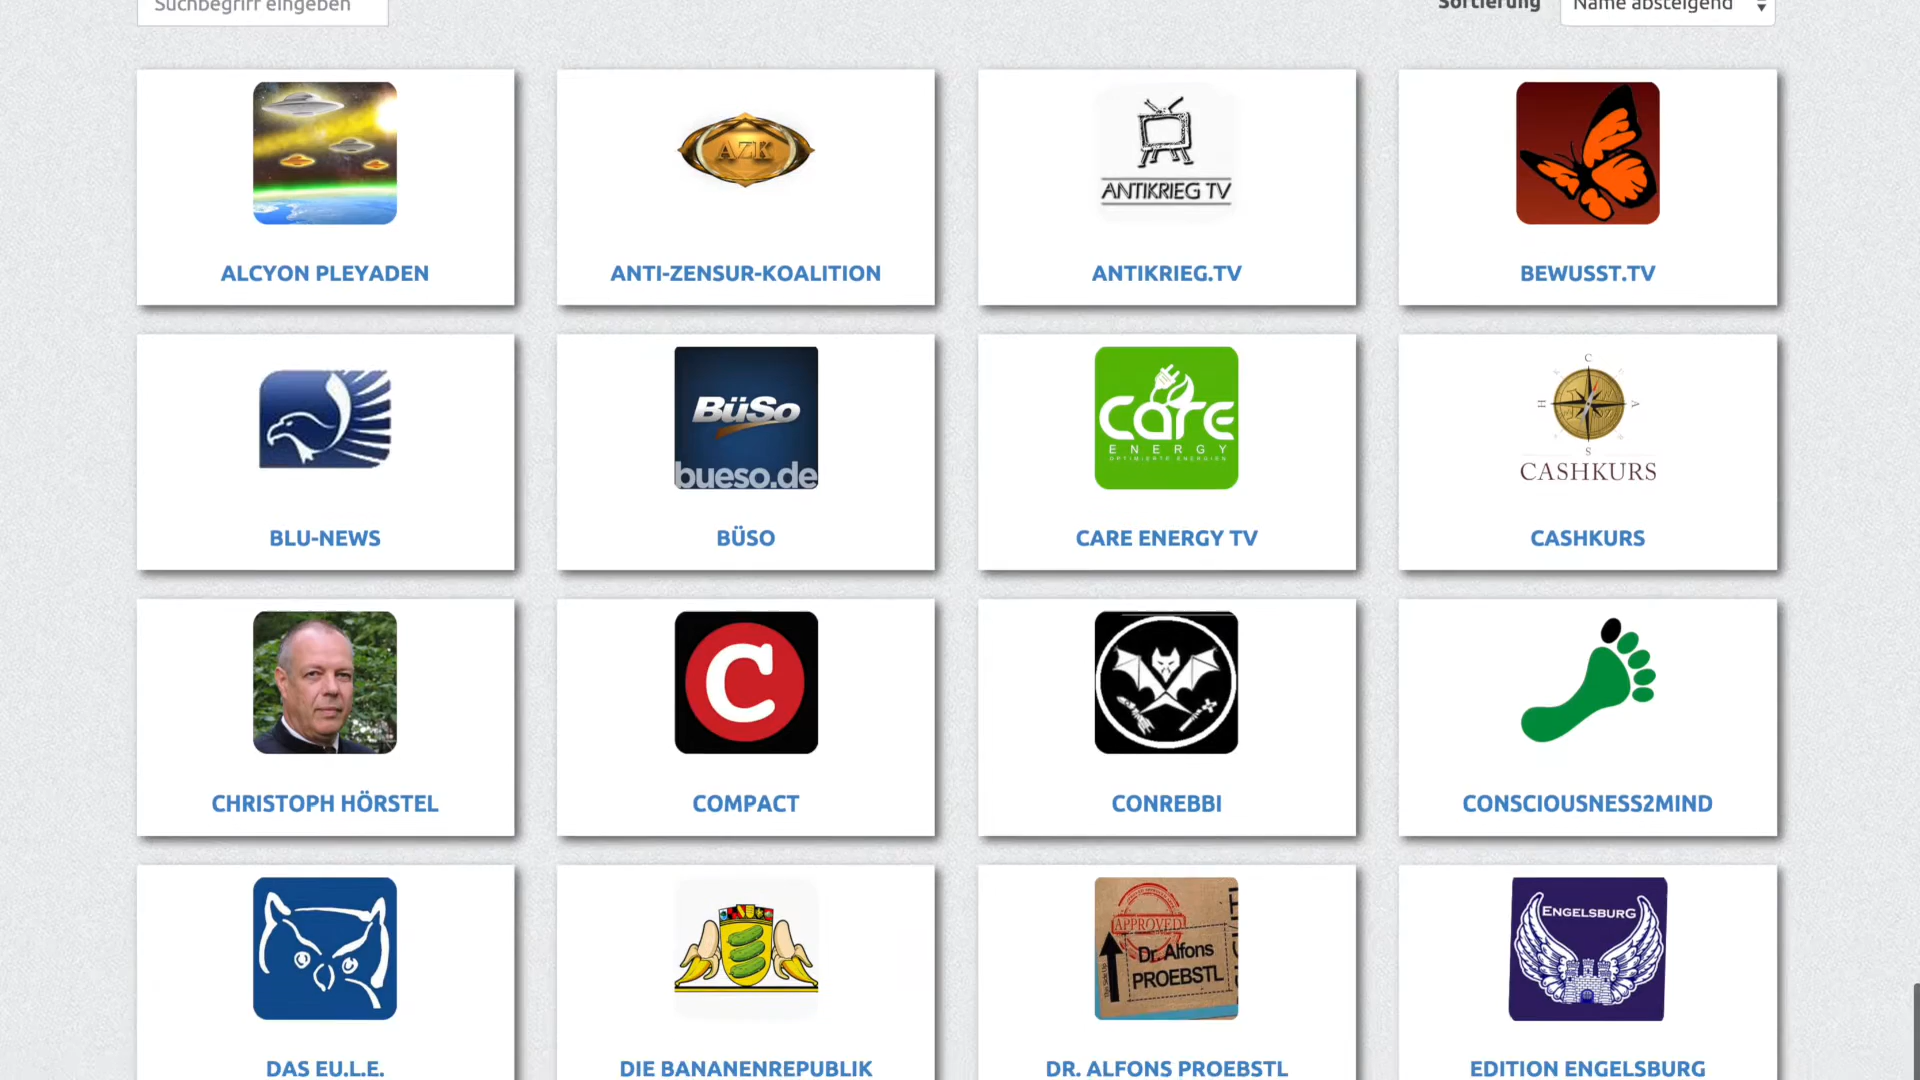 Suchbegriff eingeben
Sortierung
Name absteigend
AZK
ANTIKRIEG TV
ALCYON PLEYADEN
ANTI-ZENSUR-KOALITION
ANTIKRIEG.TV
BEWUSST.TV
BüSo
bueso.de
Care
ENERGY
OPTIMIERTE ENERGIEN
C
H
A
S
CASHKURS
BLU-NEWS
BÜSO
CARE ENERGY TV
CASHKURS
C
CHRISTOPH HÖRSTEL
COMPACT
CONREBBI
CONSCIOUSNESS2MIND
APPROVED
Dr. Alfons
PROEBSTL
ENGELSBURG
DAS EU.L.E.
DIE BANANENREPUBLIK
DR. ALFONS PROEBSTL
EDITION ENGELSBURG